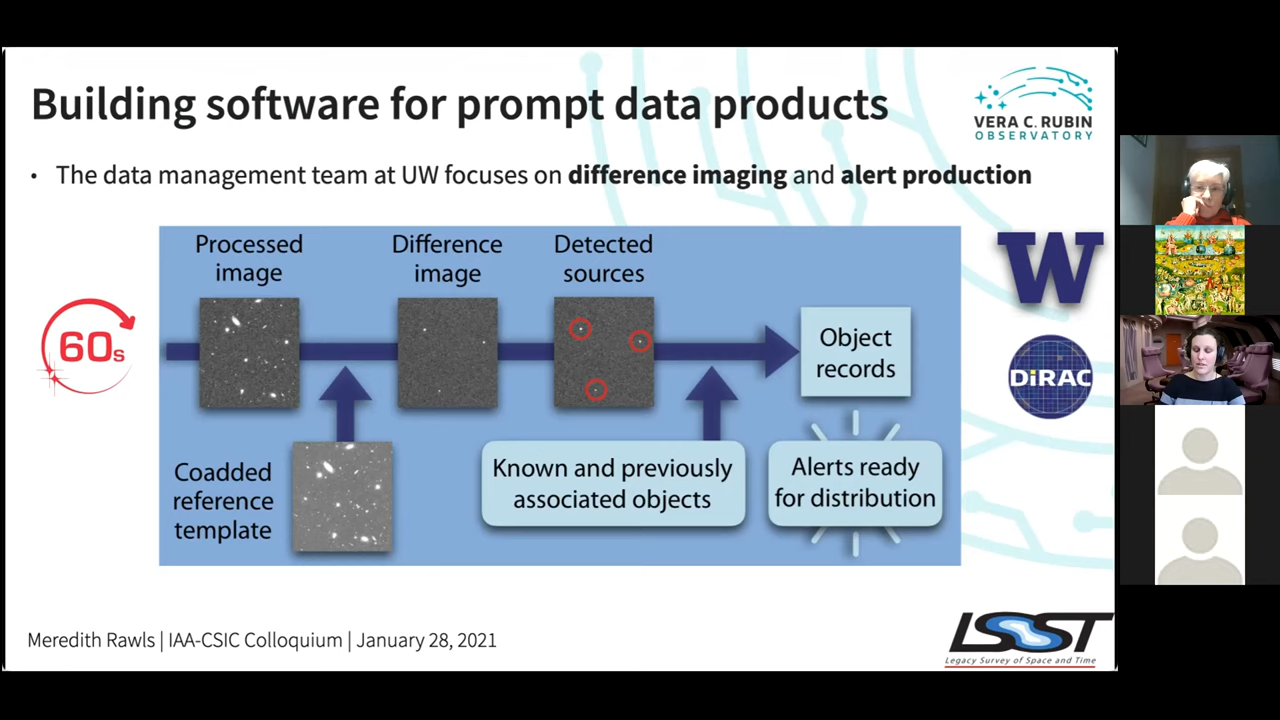 Building software for prompt data products
VERA C. RUBIN
OBSERVATORY
• The data management team at UW focuses on difference imaging and alert production
Processed
image
Difference
image
Detected
sources
W
60s
Object
records
DiRAC
Coadded
reference
template
Known and previously
associated objects
Alerts ready
for distribution
Meredith Rawls | IAA-CSIC Colloquium | January 28, 2021
LSST
Legacy Survey of Space and Time